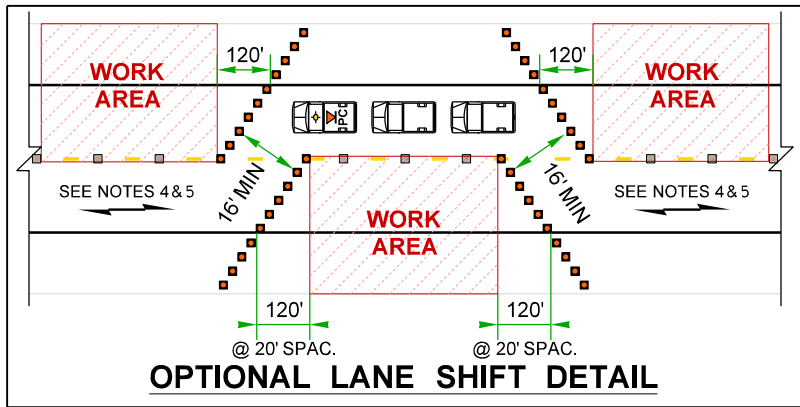 120'
120'
WORK
AREA
WORK
AREA
PC
SEE NOTES 4 & 5
16' MIN
16' MIN
SEE NOTES 4 & 5
WORK
AREA
120'
120'
@ 20' SPAC.
@ 20' SPAC.
OPTIONAL LANE SHIFT DETAIL